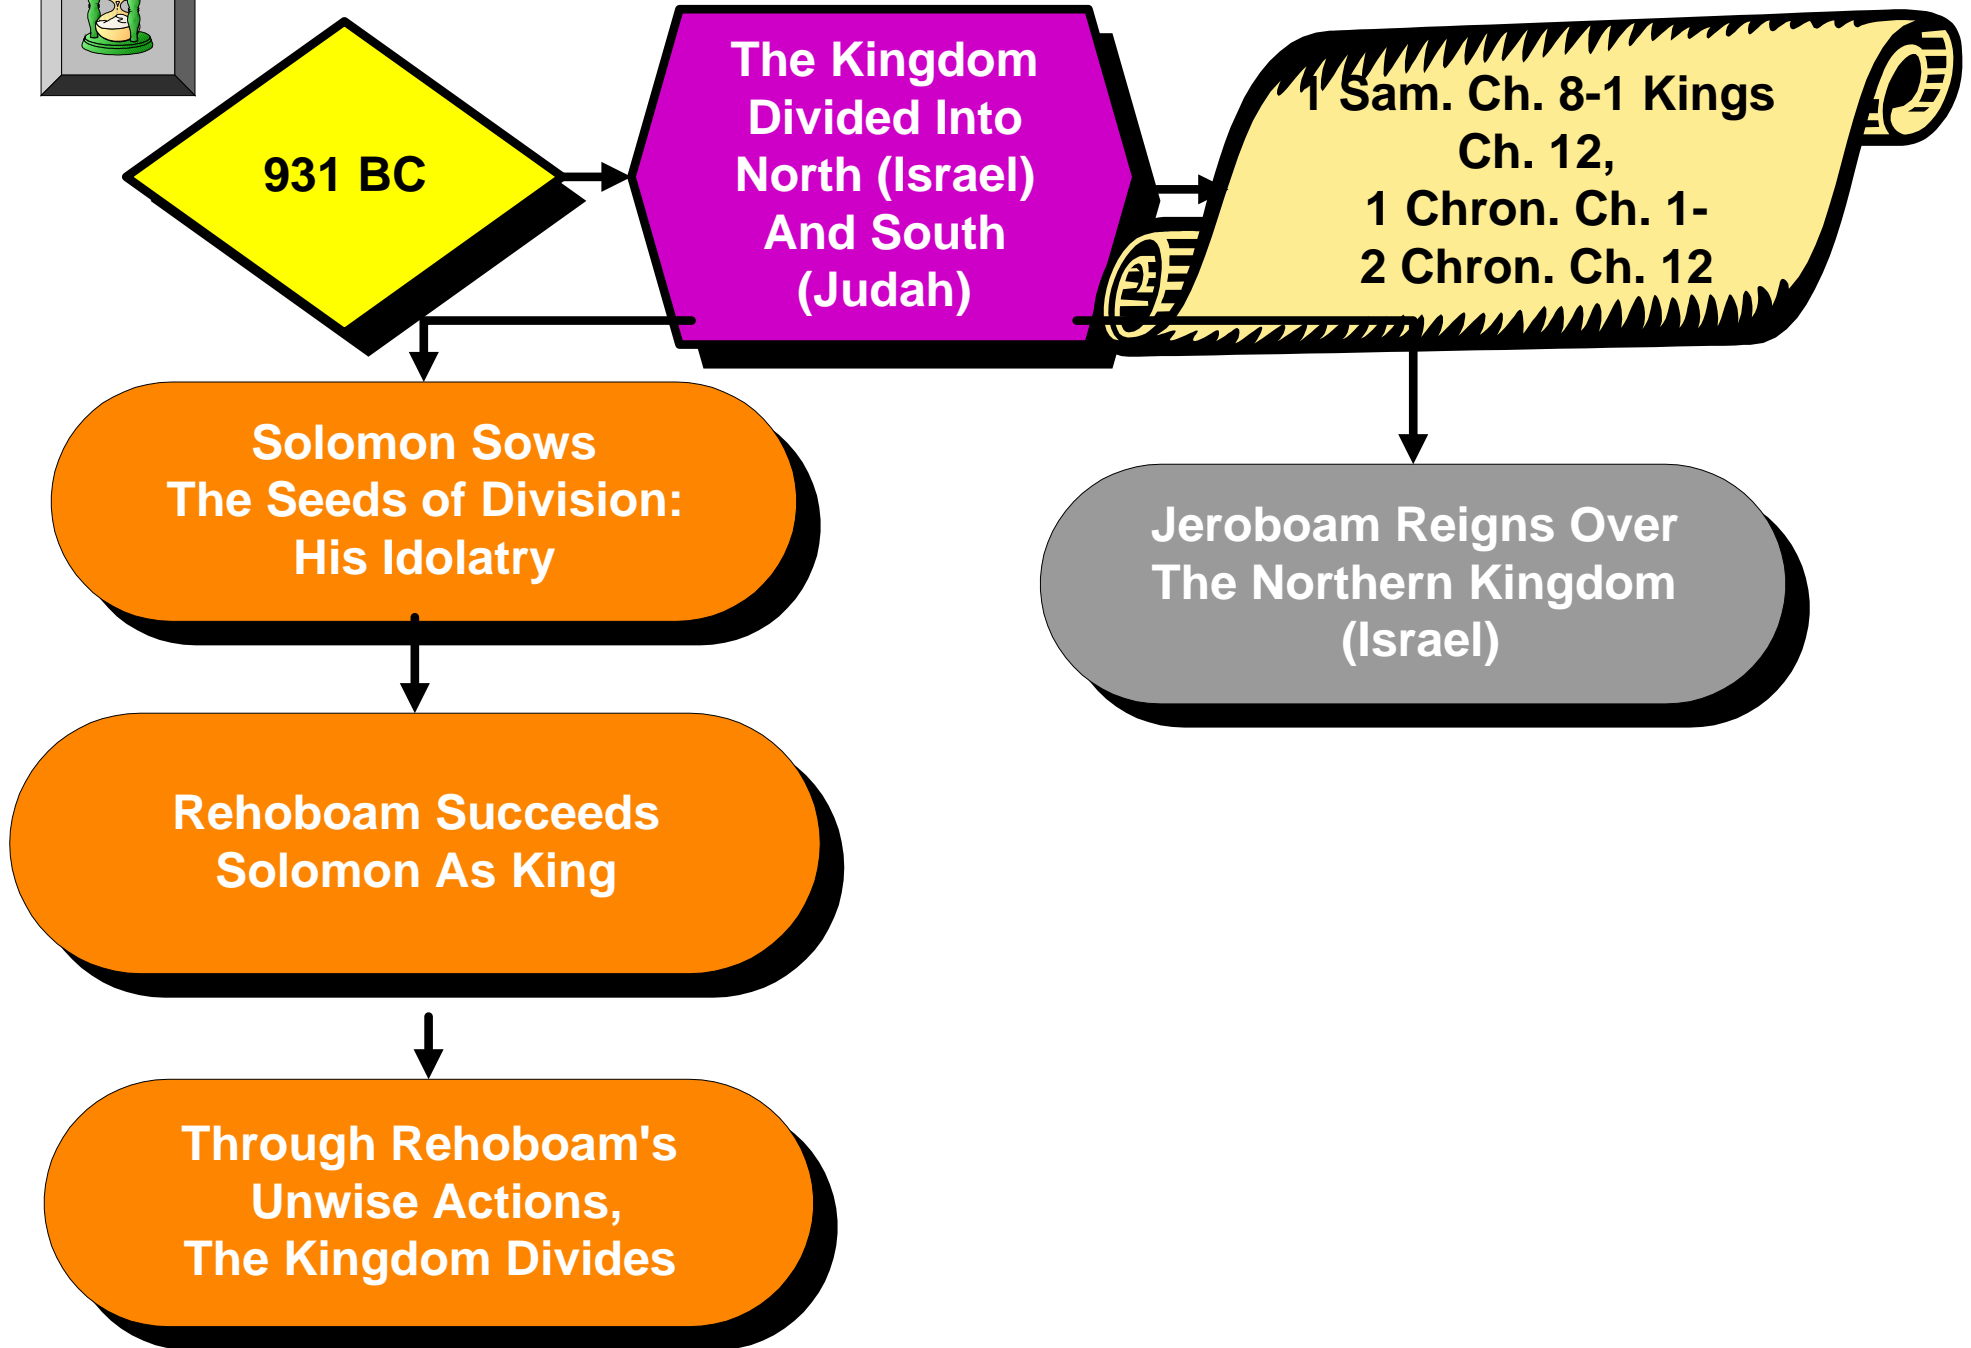 931 BC
The Kingdom
Divided Into
North (Israel)
And South
(Judah)
1 Sam. Ch. 8-1 Kings
Ch. 12,
1 Chron. Ch. 1-
2 Chron. Ch. 12
Solomon Sows
The Seeds of Division:
His Idolatry
Jeroboam Reigns Over
The Northern Kingdom
(Israel)
Rehoboam Succeeds
Solomon As King
Through Rehoboam's
Unwise Actions,
The Kingdom Divides